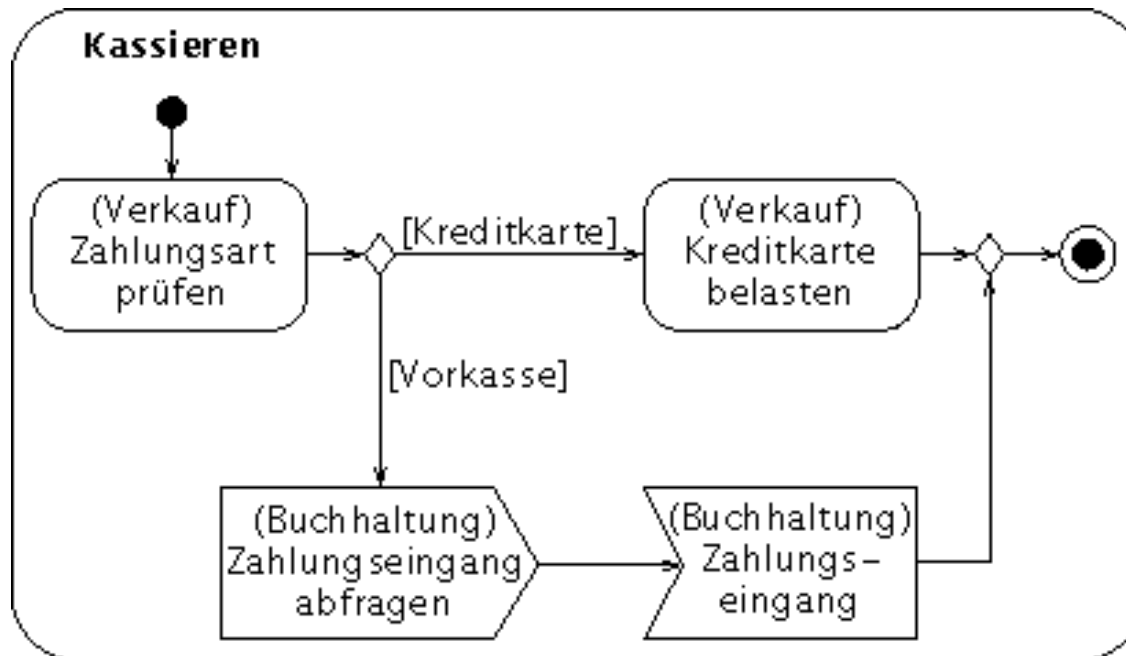 Kassieren
(Verkauf)
Zahlungsart
prüfen
[Kreditkarte]
(Verkauf)
Kreditkarte
belasten
[Vorkasse]
(Buchhaltung)
Zahlungseingang
abfragen
(Buchhaltung)
Zahlungs-
eingang